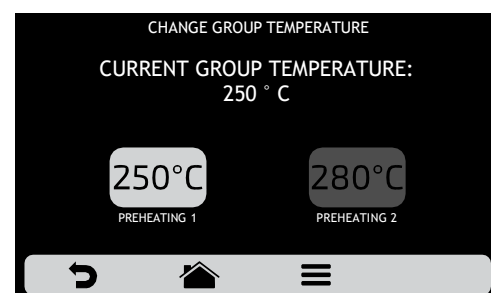 CHANGE GROUP TEMPERATURE
CURRENT GROUP TEMPERATURE:
250 ° C
250°C 280°C
PREHEATING 1 PREHEATING 2